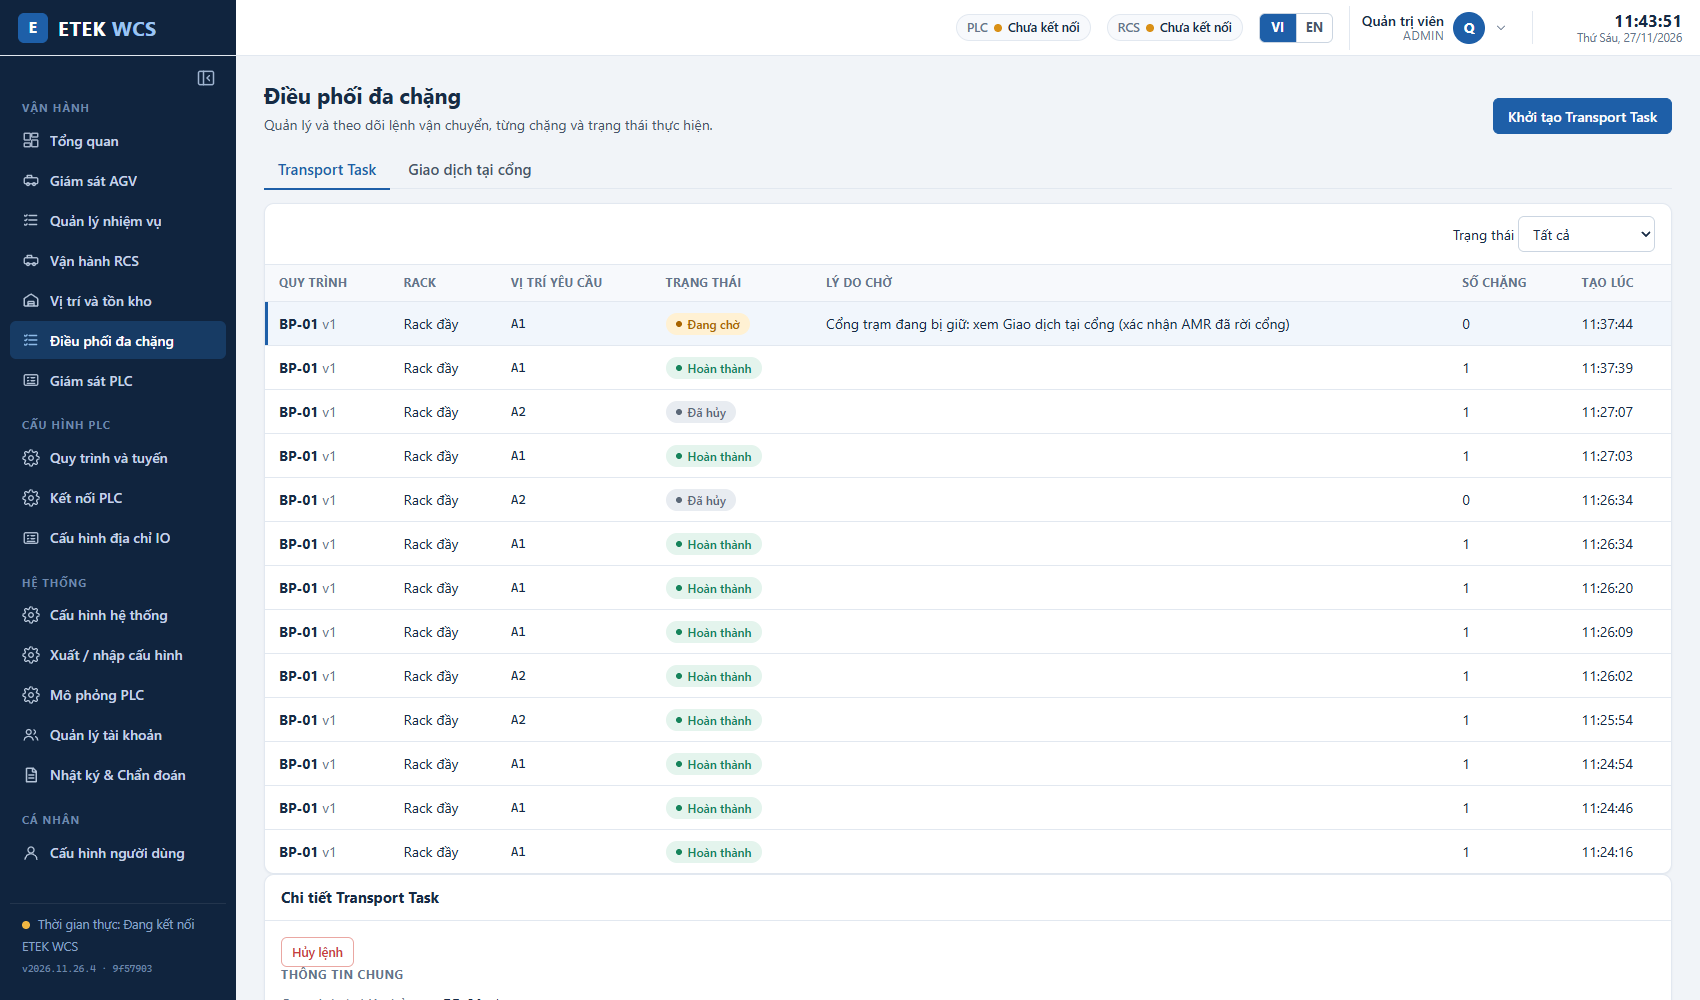 E ETEK WCS
PLC Chưa kết nối RCS Chưa kết nối VI EN Quản trị viên ADMIN Q 11:43:51 Thứ Sáu, 27/11/2026
VẬN HÀNH
Tổng quan
Giám sát AGV
Quản lý nhiệm vụ
Vận hành RCS
Vị trí và tồn kho
Điều phối đa chặng
Giám sát PLC
CẤU HÌNH PLC
Quy trình và tuyến
Kết nối PLC
Cấu hình địa chỉ IO
HỆ THỐNG
Cấu hình hệ thống
Xuất / nhập cấu hình
Mô phỏng PLC
Quản lý tài khoản
Nhật ký & Chẩn đoán
CÁ NHÂN
Cấu hình người dùng
Thời gian thực: Đang kết nối
ETEK WCS
v2026.11.26.4 · 9f57903
Điều phối đa chặng
Quản lý và theo dõi lệnh vận chuyển, từng chặng và trạng thái thực hiện.
Khởi tạo Transport Task
Transport Task Giao dịch tại cổng
Trạng thái Tất cả
QUY TRÌNH RACK VỊ TRÍ YÊU CẦU TRẠNG THÁI LÝ DO CHỜ SỐ CHẶNG TẠO LÚC
BP-01 v1 Rack đầy A1 Đang chờ Cổng trạm đang bị giữ: xem Giao dịch tại cổng (xác nhận AMR đã rời cổng) 0 11:37:44
BP-01 v1 Rack đầy A1 Hoàn thành 1 11:37:39
BP-01 v1 Rack đầy A2 Đã hủy 1 11:27:07
BP-01 v1 Rack đầy A1 Hoàn thành 1 11:27:03
BP-01 v1 Rack đầy A2 Đã hủy 0 11:26:34
BP-01 v1 Rack đầy A1 Hoàn thành 1 11:26:34
BP-01 v1 Rack đầy A1 Hoàn thành 1 11:26:20
BP-01 v1 Rack đầy A1 Hoàn thành 1 11:26:09
BP-01 v1 Rack đầy A2 Hoàn thành 1 11:26:02
BP-01 v1 Rack đầy A2 Hoàn thành 1 11:25:54
BP-01 v1 Rack đầy A1 Hoàn thành 1 11:24:54
BP-01 v1 Rack đầy A1 Hoàn thành 1 11:24:46
BP-01 v1 Rack đầy A1 Hoàn thành 1 11:24:16
Chi tiết Transport Task
Hủy lệnh
THÔNG TIN CHUNG